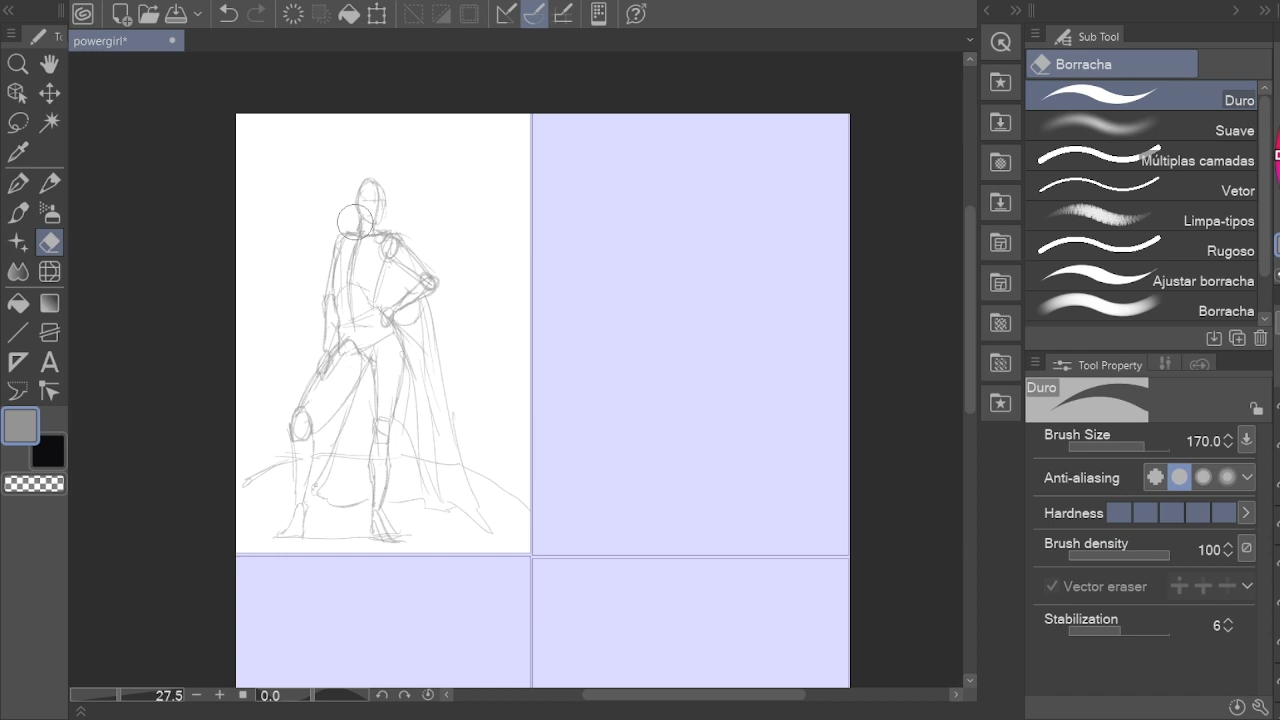 powergirl*
Sub Tool
Borracha
Duro
Suave
Múltiplas camadas
Vetor
Limpa-tipos
Rugoso
Ajustar borracha
Borracha
Tool Property
Duro
Brush Size 170.0
Anti-aliasing
Hardness
Brush density 100
Vector eraser
Stabilization 6
27.5 0.0